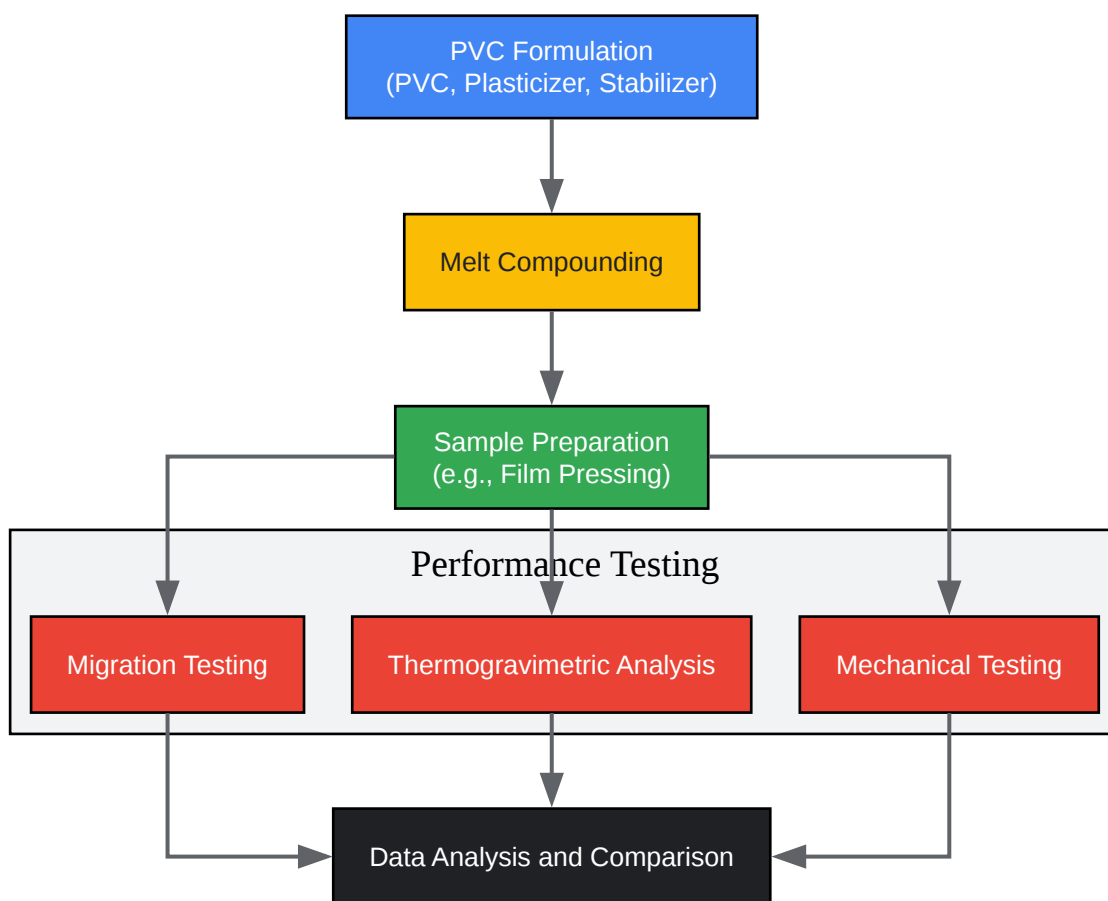 PVC Formulation
(PVC, Plasticizer, Stabilizer)
Melt Compounding
Sample Preparation
(e.g., Film Pressing)
Performance Testing
Migration Testing
Thermogravimetric Analysis
Mechanical Testing
Data Analysis and Comparison